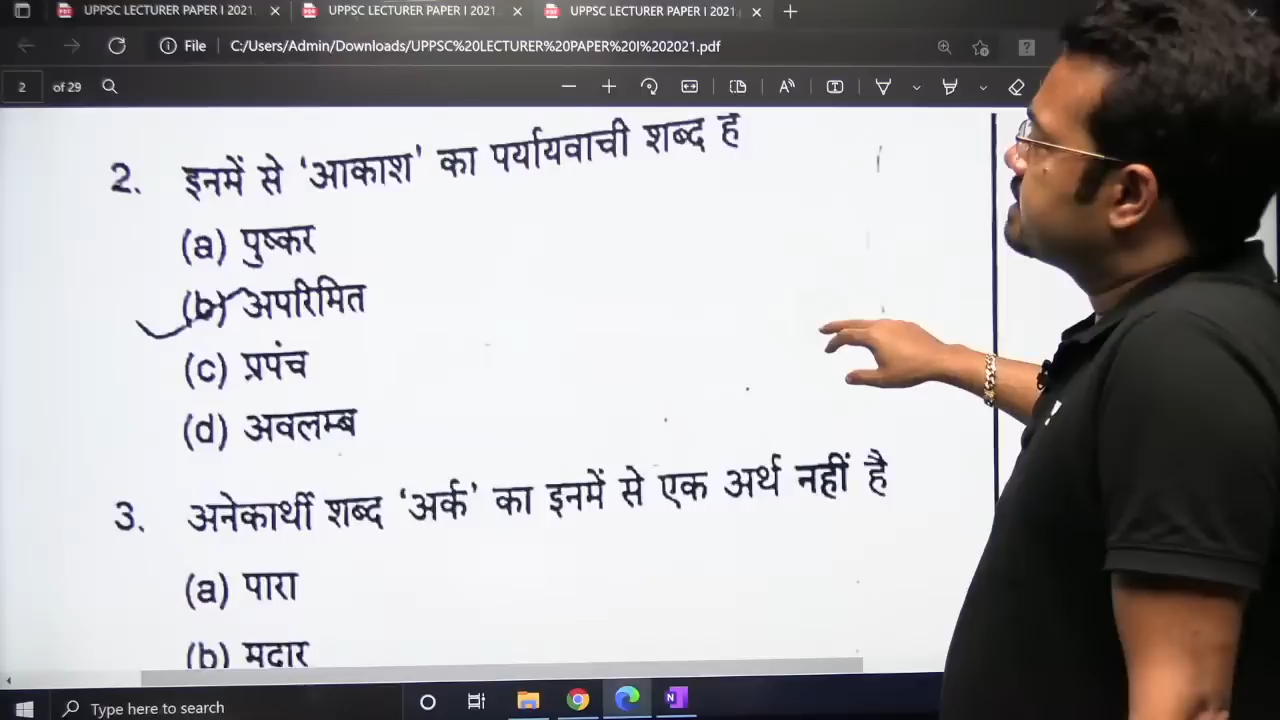 UPPSC LECTURER PAPER I 2021
UPPSC LECTURER PAPER I 2021
UPPSC LECTURER PAPER I 2021
File
C:/Users/Admin/Downloads/UPPSC%20LECTURER%20PAPER%20I%202021.pdf
2 of 29
2. इनमें से ‘आकाश’ का पर्यायवाची शब्द है
(a) पुष्कर
(b) अपरिमित
(c) प्रपंच
(d) अवलम्ब
3. अनेकार्थी शब्द ‘अर्क’ का इनमें से एक अर्थ नहीं है
(a) पारा
(b) मदार
Type here to search